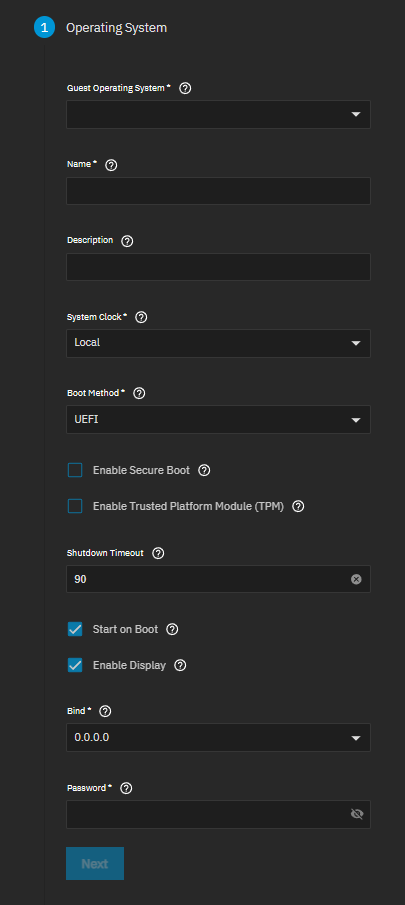 1 Operating System
Guest Operating System *
Name *
Description
System Clock *
Local
Boot Method *
UEFI
Enable Secure Boot
Enable Trusted Platform Module (TPM)
Shutdown Timeout
90
Start on Boot
Enable Display
Bind *
0.0.0.0
Password *
Next